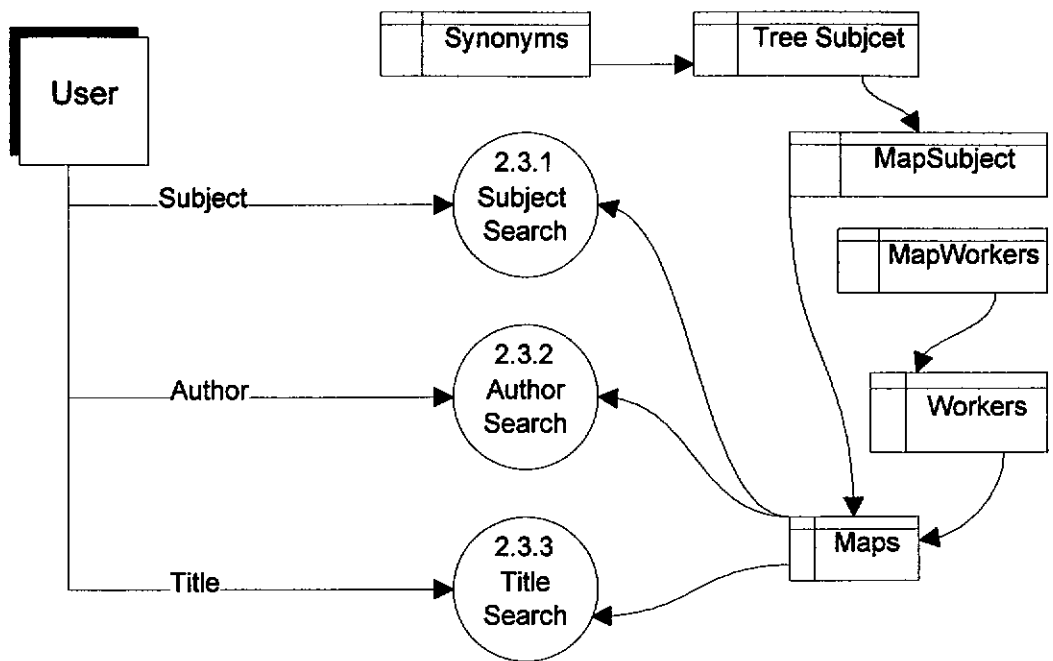 User
Synonyms
Tree Subjcet
MapSubject
MapWorkers
Workers
Maps
Subject
2.3.1
Subject
Search
Author
2.3.2
Author
Search
Title
2.3.3
Title
Search